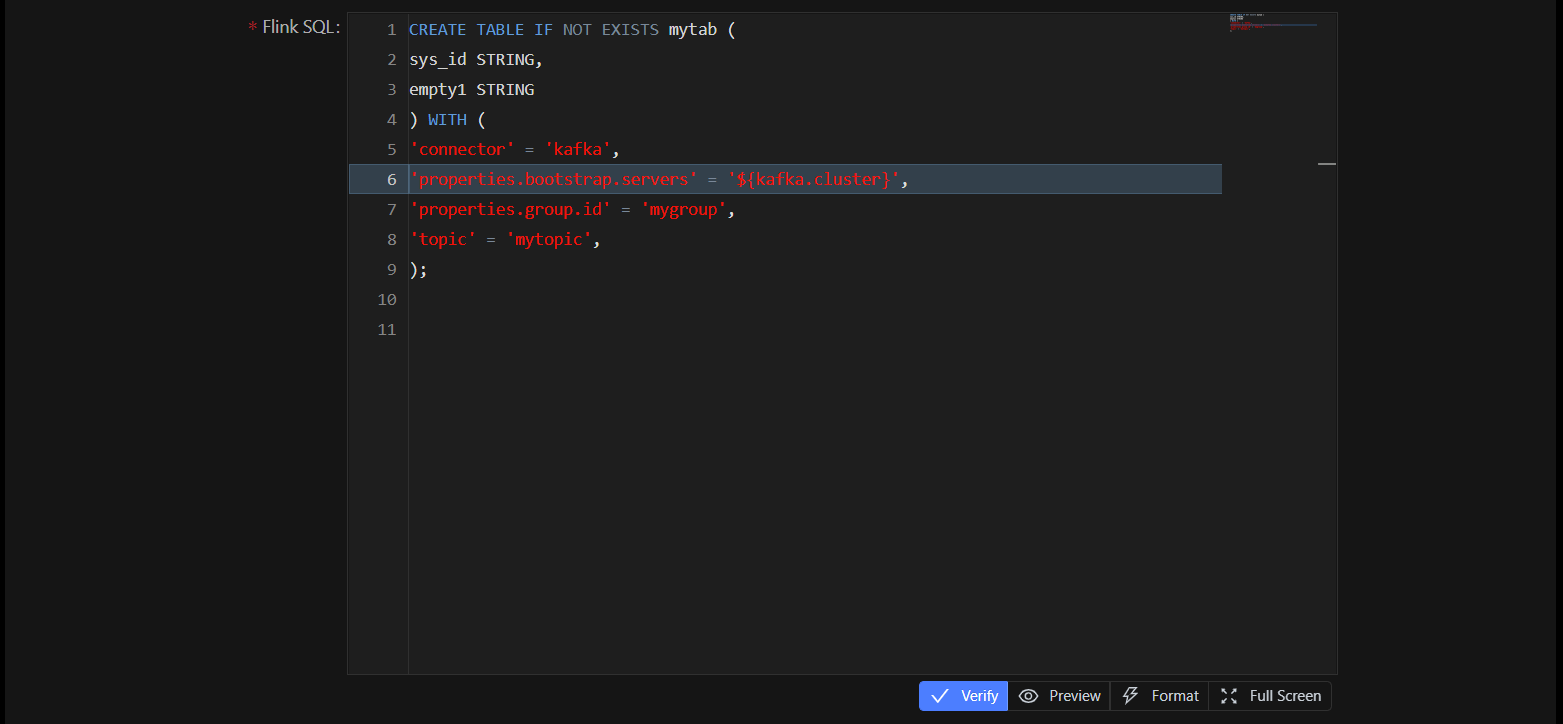 * Flink SQL:
1 CREATE TABLE IF NOT EXISTS mytab (
2 sys_id STRING,
3 empty1 STRING
4 ) WITH (
5 'connector' = 'kafka',
6 'properties.bootstrap.servers' = '${kafka.cluster}',
7 'properties.group.id' = 'mygroup',
8 'topic' = 'mytopic',
9 );
10
11
Verify Preview Format Full Screen